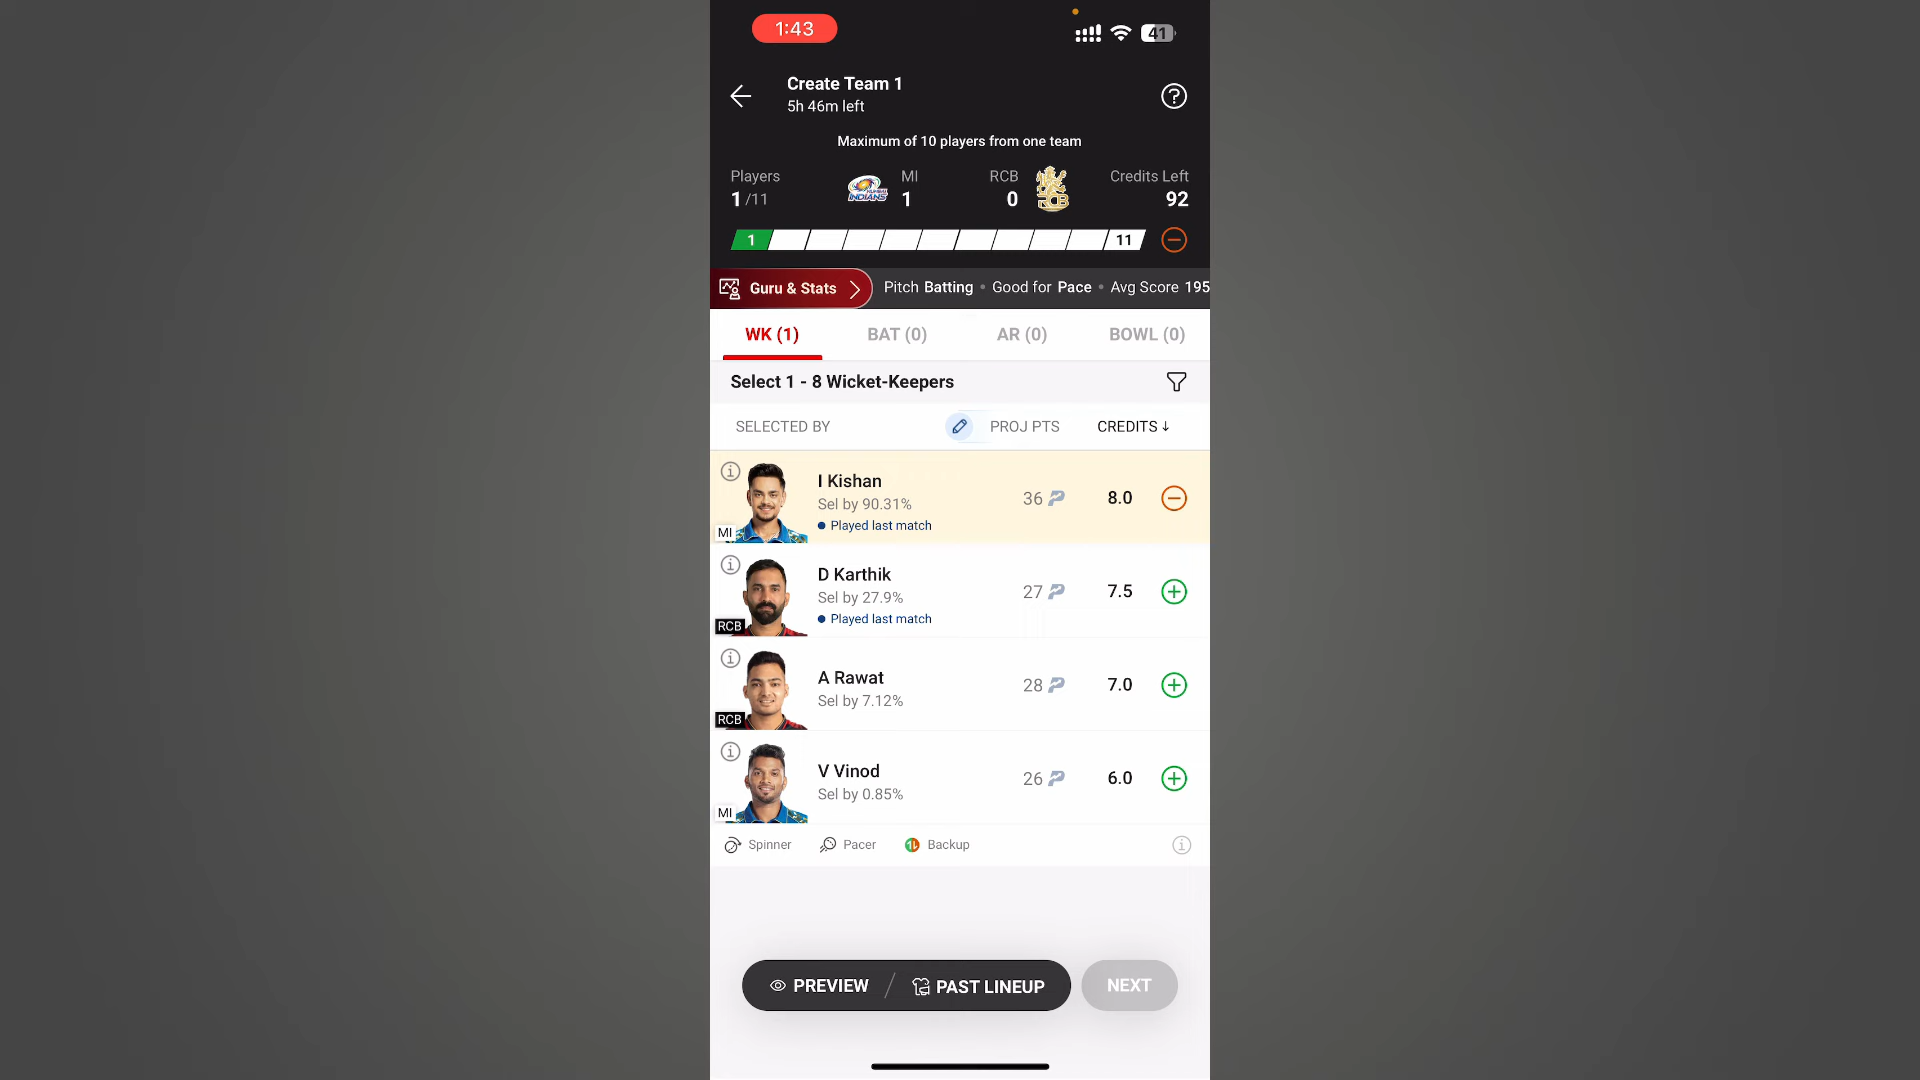 1:43
41
Create Team 1
5h 46m left
Maximum of 10 players from one team
Players
MI
RCB
Credits Left
1 /11
MUMBAI INDIANS
1
0
RCB
92
1
11
Guru & Stats
Pitch Batting • Good for Pace • Avg Score 195
WK (1)
BAT (0)
AR (0)
BOWL (0)
Select 1 - 8 Wicket-Keepers
SELECTED BY
PROJ PTS
CREDITS ↓
I Kishan
Sel by 90.31%
Played last match
MI
36
8.0
D Karthik
Sel by 27.9%
Played last match
RCB
27
7.5
A Rawat
Sel by 7.12%
RCB
28
7.0
V Vinod
Sel by 0.85%
MI
26
6.0
Spinner
Pacer
Backup
PREVIEW
PAST LINEUP
NEXT